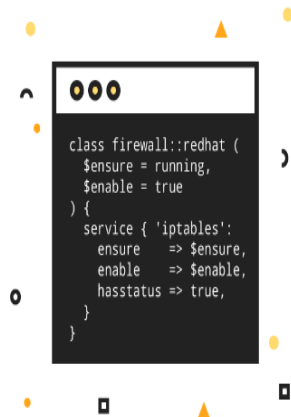 class firewall::redhat (
  $ensure = running,
  $enable = true
) {
  service { 'iptables':
    ensure    => $ensure,
    enable    => $enable,
    hasstatus => true,
  }
}